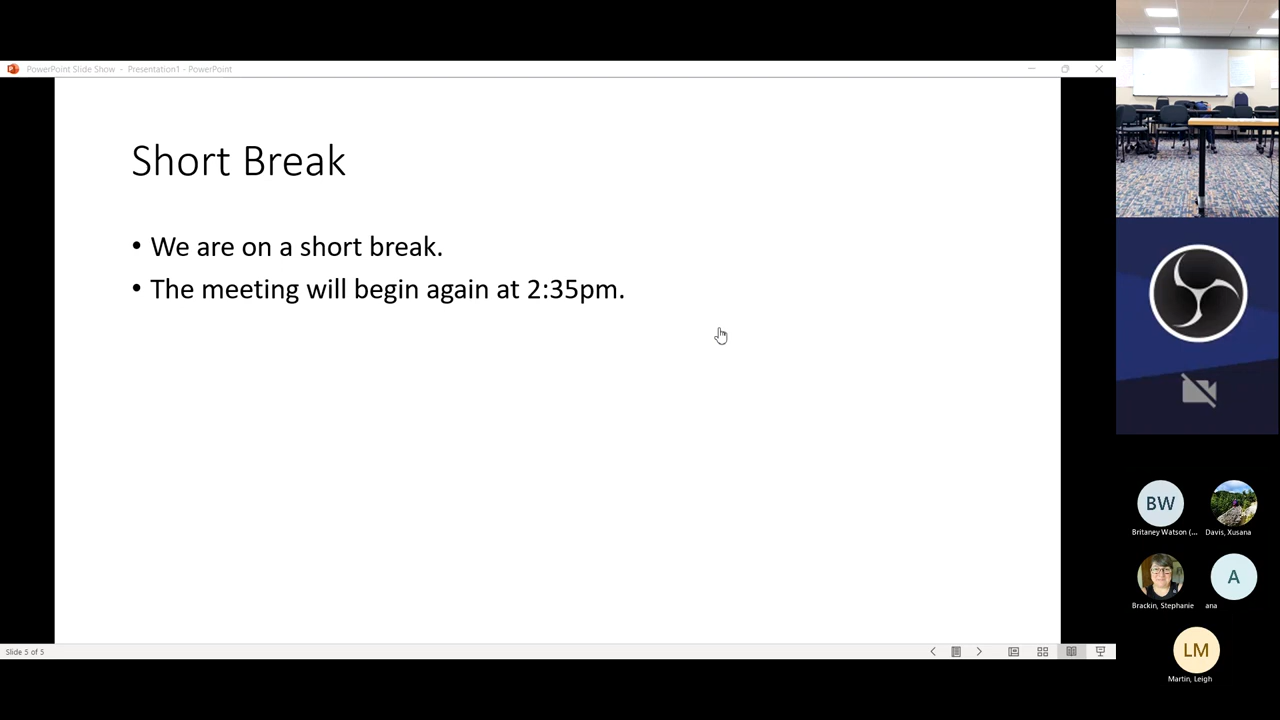 PowerPoint Slide Show - Presentation1 - PowerPoint
Short Break
• We are on a short break.
• The meeting will begin again at 2:35pm.
Slide 5 of 5
BW
Britaney Watson (...
Davis, Xusana
Brackin, Stephanie
A
ana
LM
Martin, Leigh